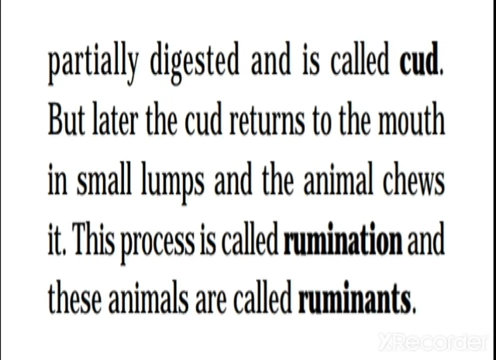 partially digested and is called cud.
But later the cud returns to the mouth
in small lumps and the animal chews
it. This process is called rumination and
these animals are called ruminants.
XRecorder